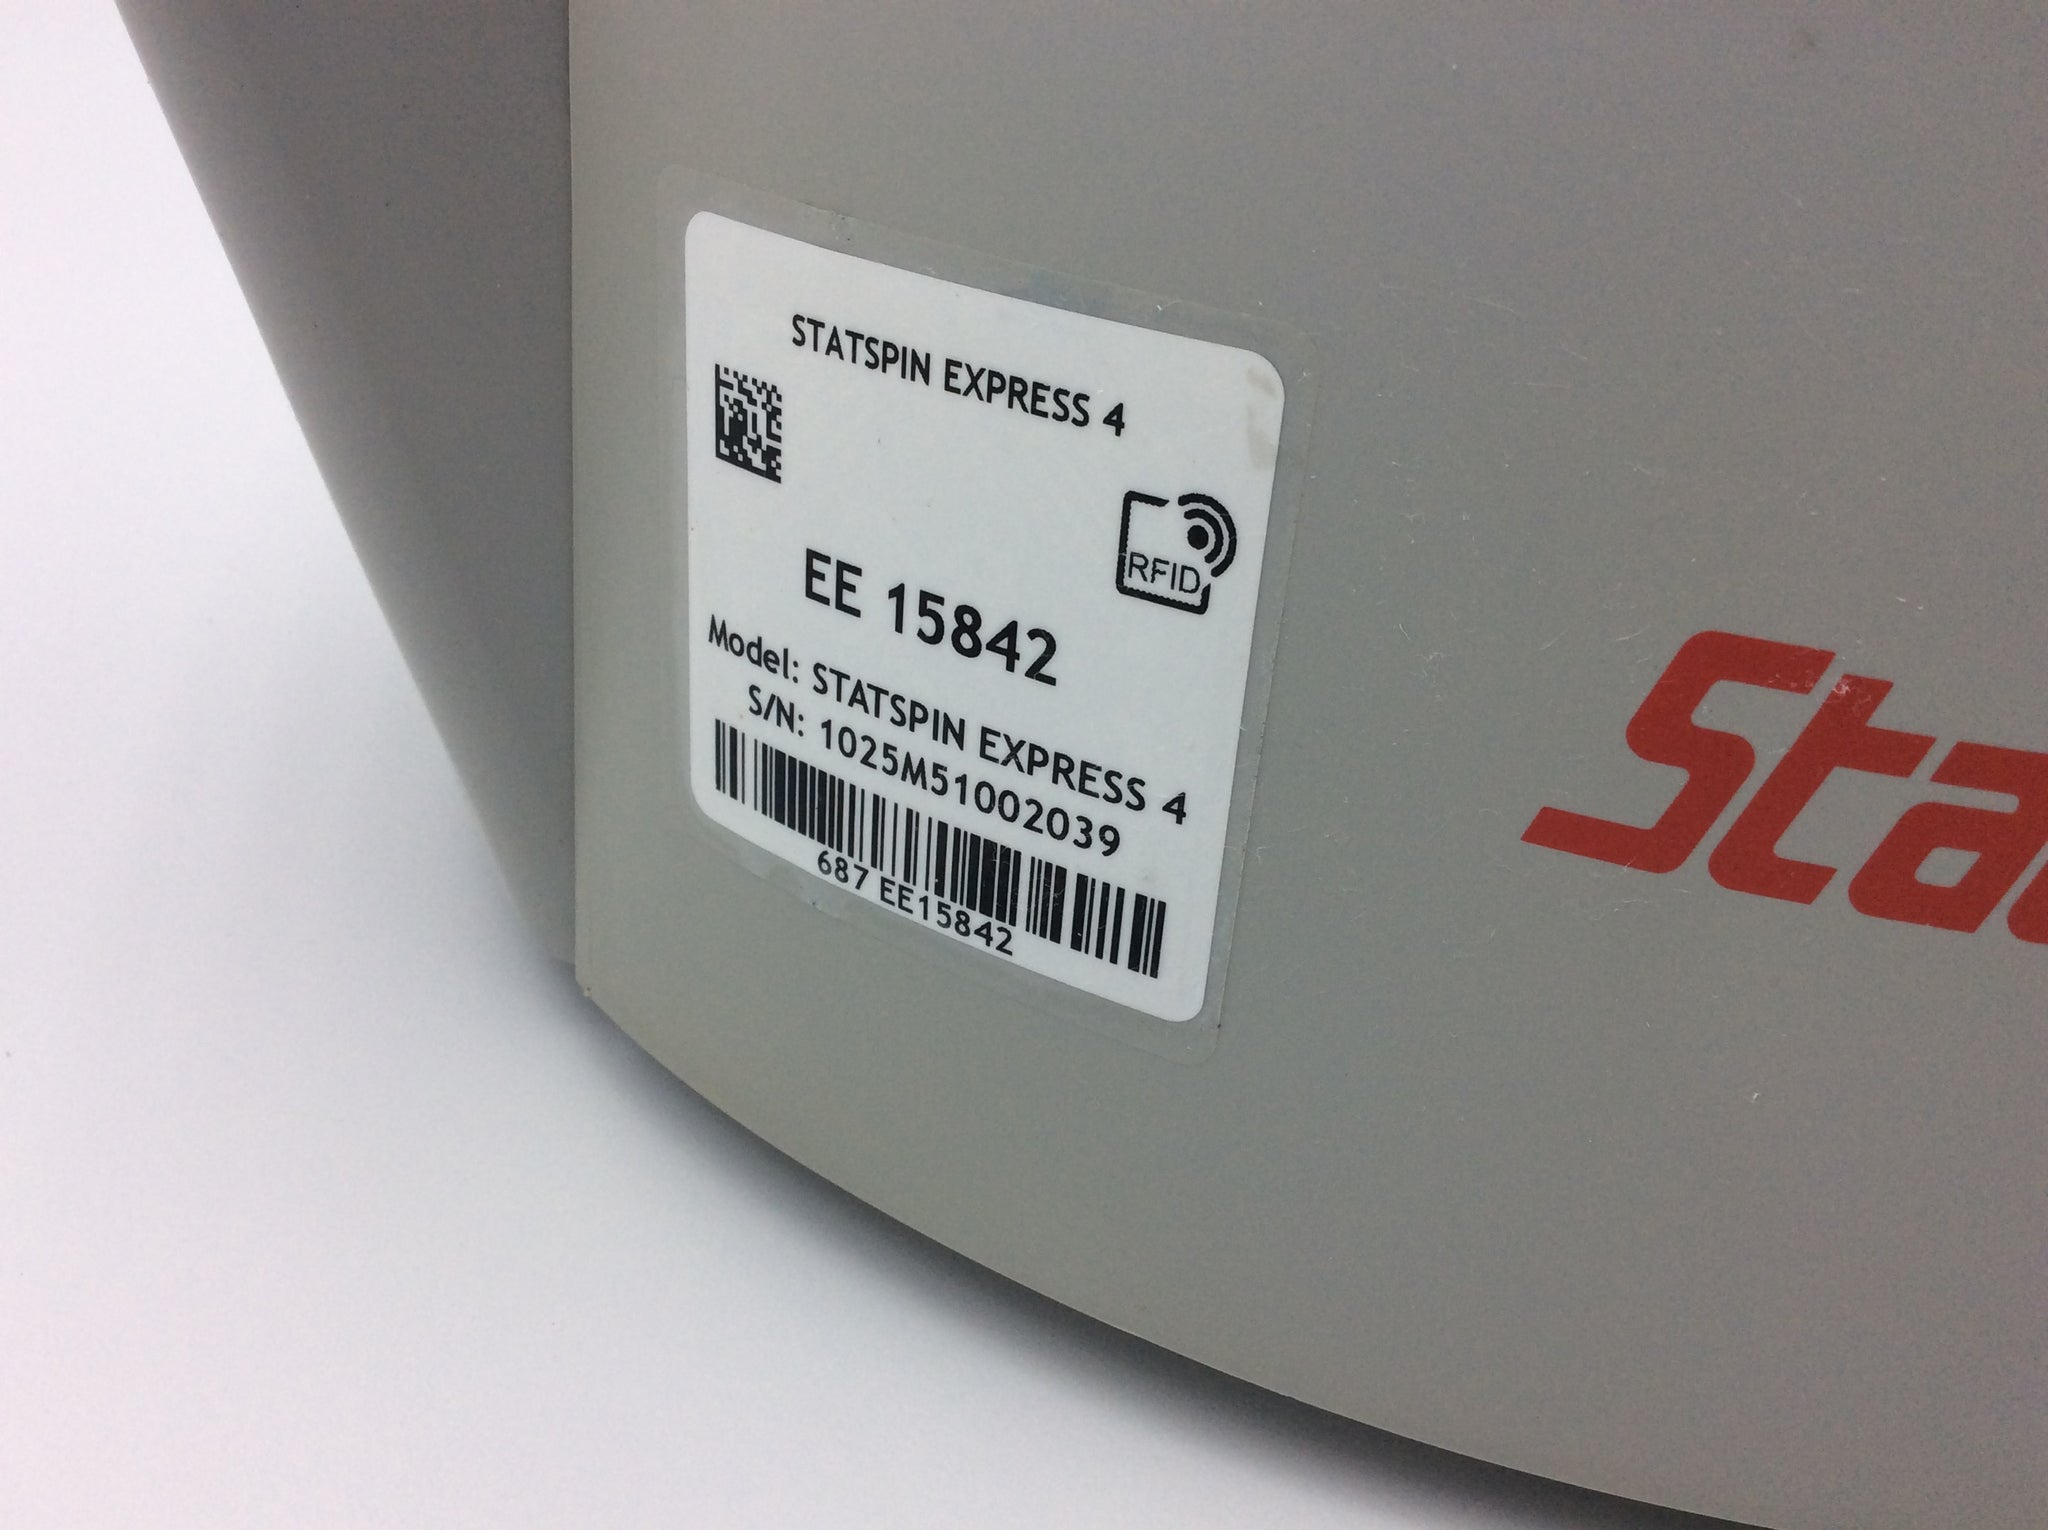 STATSPIN EXPRESS 4
RFID
EE 15842
Model: STATSPIN EXPRESS 4
S/N: 1025M51002039
687 EE15842